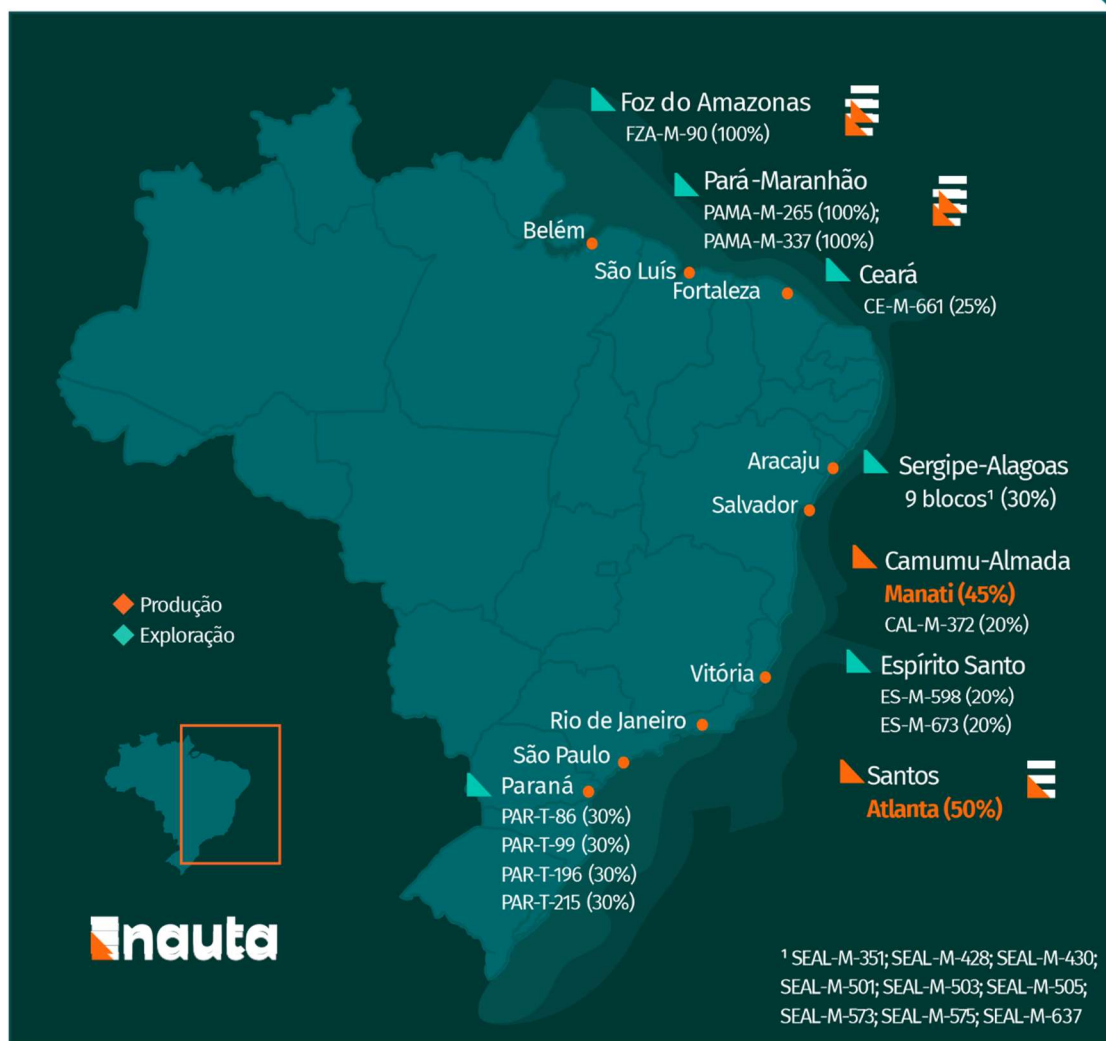 Foz do Amazonas
FZA-M-90 (100%)
Pará-Maranhão
PAMA-M-265 (100%);
PAMA-M-337 (100%)
Belém
São Luís
Fortaleza
Ceará
CE-M-661 (25%)
Aracaju
Salvador
Sergipe-Alagoas
9 blocos¹ (30%)
Camumu-Almada
Manati (45%)
CAL-M-372 (20%)
Produção
Exploração
Vitória
Espírito Santo
ES-M-598 (20%)
ES-M-673 (20%)
Rio de Janeiro
São Paulo
Santos
Atlanta (50%)
Paraná
PAR-T-86 (30%)
PAR-T-99 (30%)
PAR-T-196 (30%)
PAR-T-215 (30%)
Enauta
¹ SEAL-M-351; SEAL-M-428; SEAL-M-430;
SEAL-M-501; SEAL-M-503; SEAL-M-505;
SEAL-M-573; SEAL-M-575; SEAL-M-637